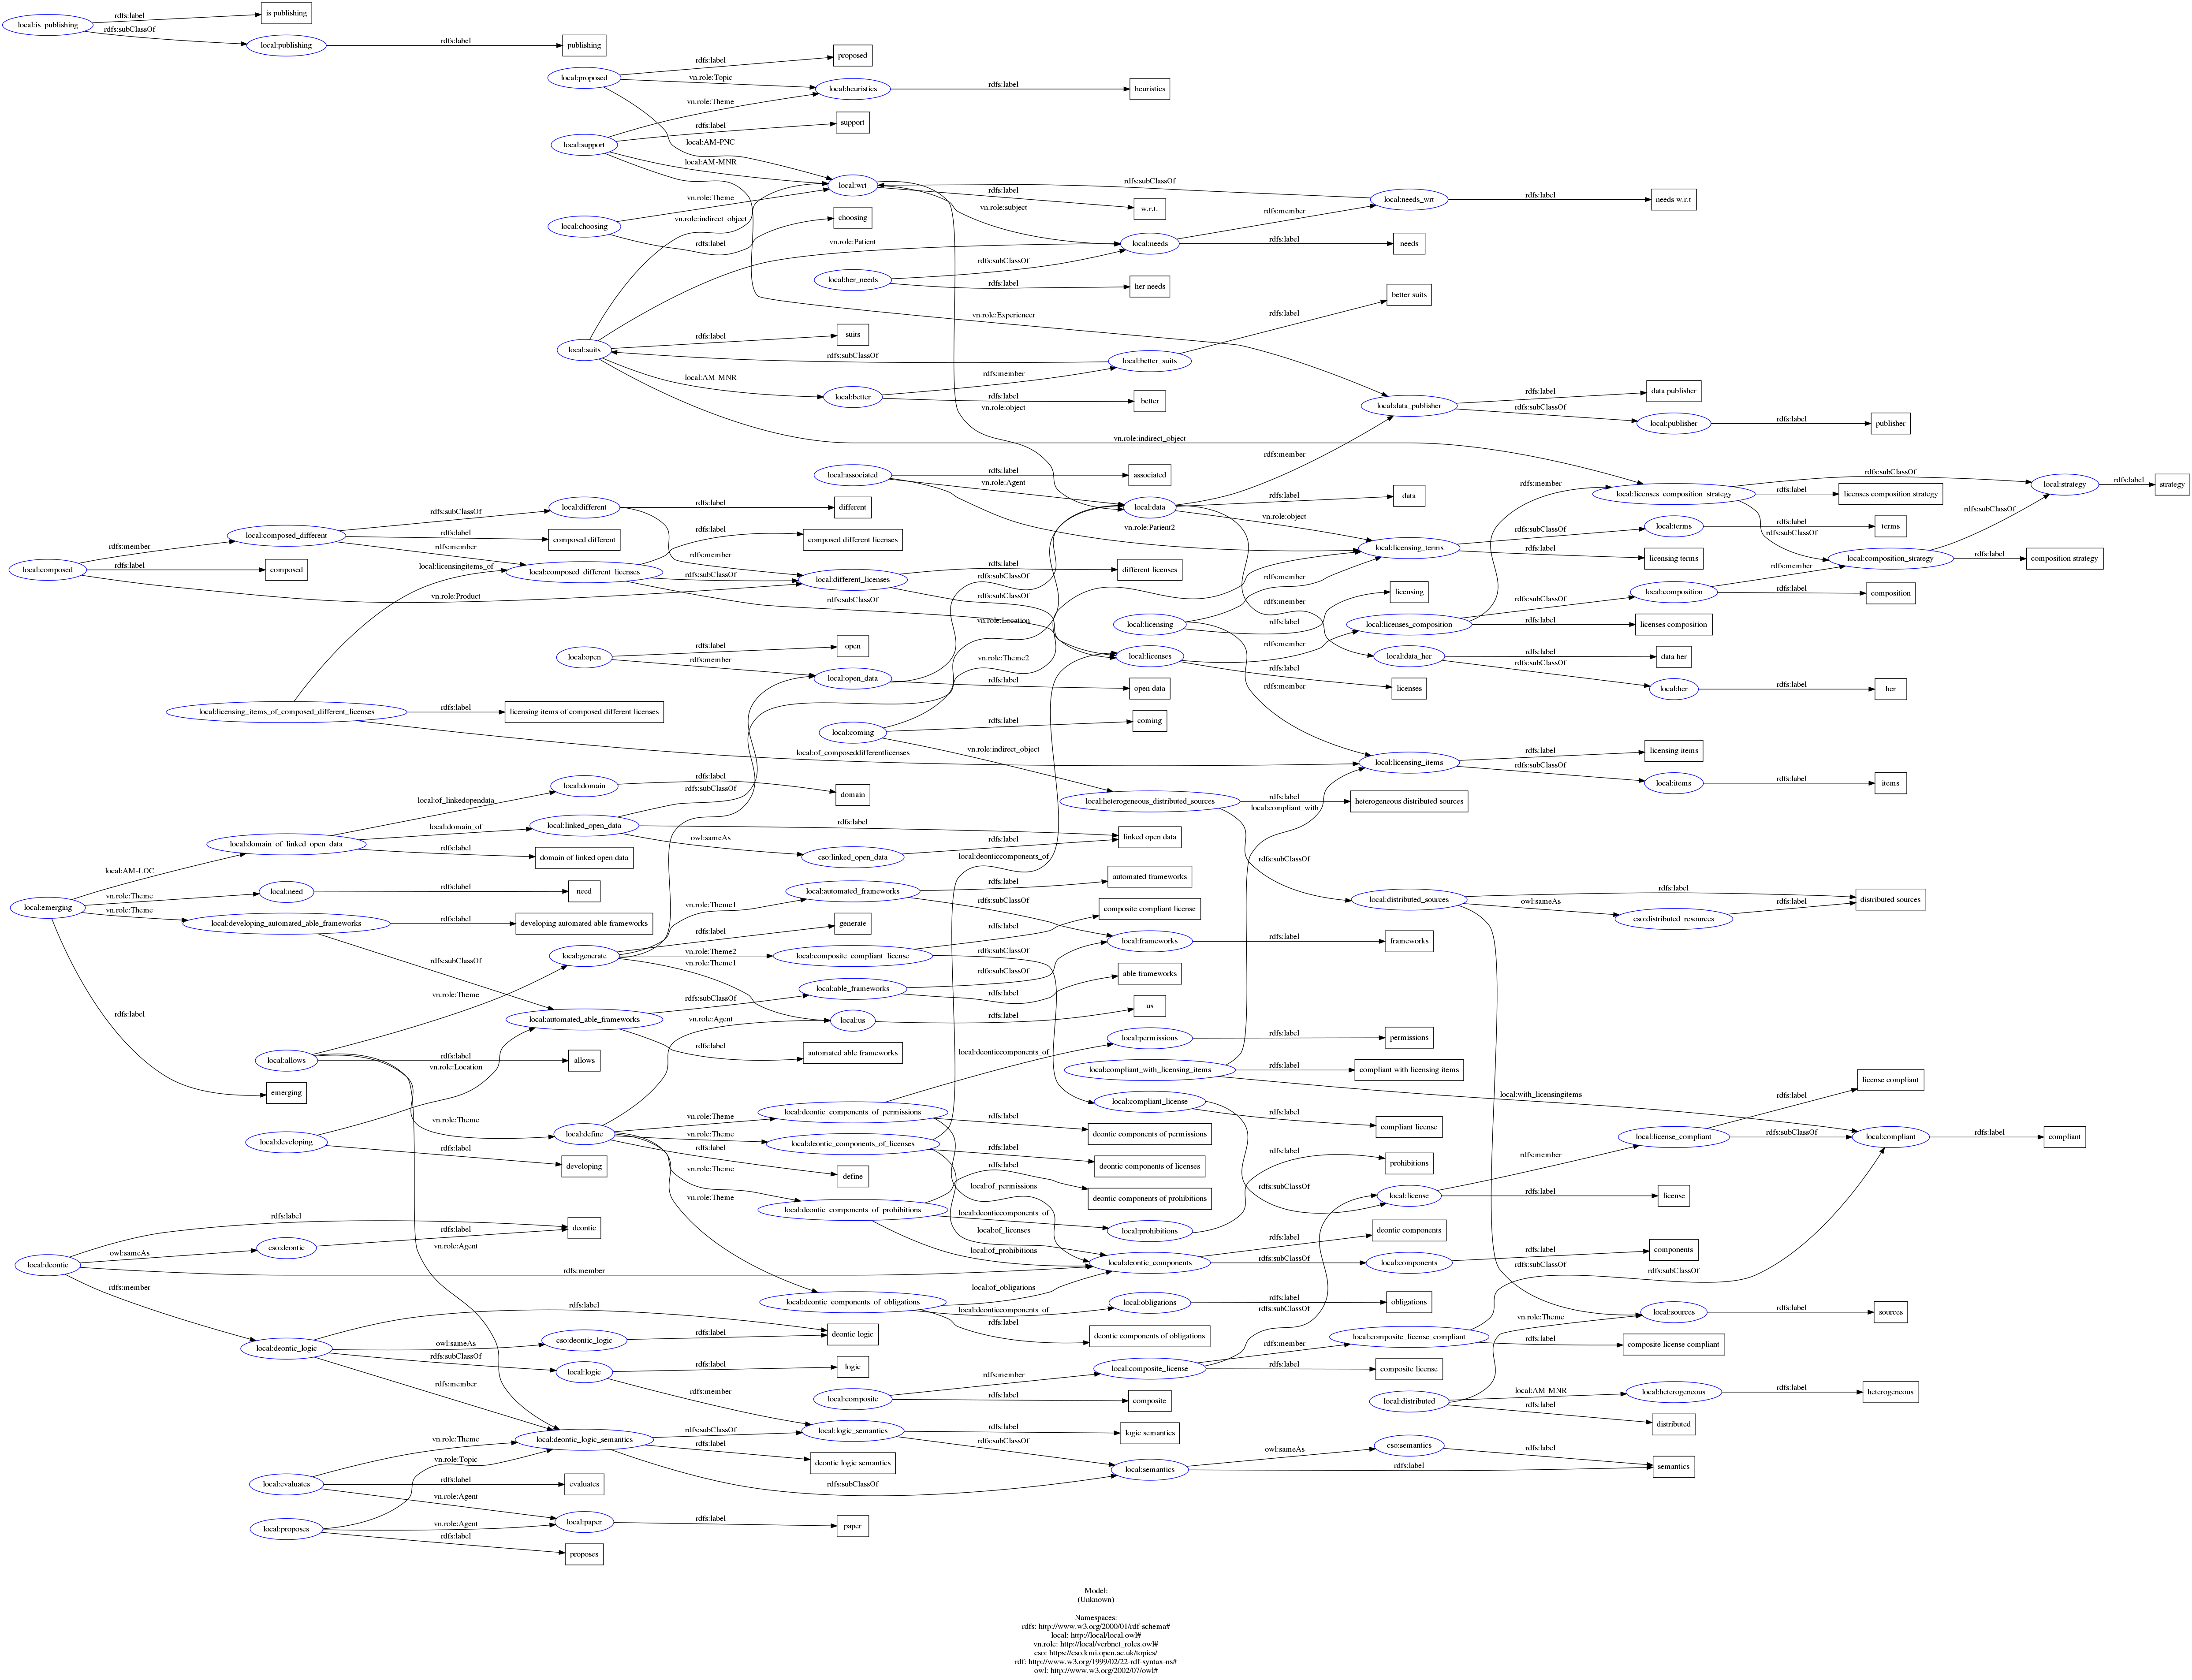 rdfs:label
is publishing
local:is_publishing
rdfs:subClassOf
local:publishing
rdfs:label
publishing
local:proposed
rdfs:label
proposed
vn.role:Topic
local:heuristics
rdfs:label
heuristics
vn.role:Theme
local:support
rdfs:label
support
local:AM-PNC
local:AM-MNR
local:wrt
rdfs:label
w.r.t.
rdfs:subClassOf
local:needs_wrt
rdfs:label
needs w.r.t
vn.role:Theme
local:choosing
rdfs:label
choosing
vn.role:indirect_object
vn.role:subject
rdfs:member
vn.role:Patient
local:needs
rdfs:label
needs
local:her_needs
rdfs:subClassOf
rdfs:label
her needs
vn.role:Experiencer
rdfs:label
better suits
local:suits
rdfs:label
suits
rdfs:subClassOf
local:better_suits
local:AM-MNR
rdfs:member
local:better
rdfs:label
better
vn.role:object
local:data_publisher
rdfs:label
data publisher
rdfs:subClassOf
local:publisher
rdfs:label
publisher
vn.role:indirect_object
rdfs:member
local:associated
rdfs:label
associated
vn.role:Agent
rdfs:member
local:licenses_composition_strategy
rdfs:subClassOf
rdfs:label
licenses composition strategy
local:strategy
rdfs:label
strategy
local:different
rdfs:label
different
rdfs:subClassOf
local:data
rdfs:label
data
vn.role:object
vn.role:Patient2
local:composed_different
rdfs:label
composed different
rdfs:member
rdfs:label
composed different licenses
rdfs:member
local:licensing_terms
rdfs:subClassOf
local:terms
rdfs:label
terms
rdfs:label
licensing terms
rdfs:subClassOf
rdfs:subClassOf
local:composition_strategy
rdfs:label
composition strategy
local:composed
rdfs:member
rdfs:label
composed
local:licensingitems_of
local:composed_different_licenses
rdfs:subClassOf
local:different_licenses
rdfs:label
different licenses
rdfs:subClassOf
rdfs:member
vn.role:Product
rdfs:subClassOf
rdfs:subClassOf
rdfs:member
rdfs:label
licensing
local:composition
rdfs:member
rdfs:label
composition
local:licensing
local:licenses_composition
rdfs:subClassOf
rdfs:label
licenses composition
vn.role:Location
local:open
rdfs:label
open
rdfs:member
vn.role:Theme2
local:licenses
rdfs:member
rdfs:label
licenses
local:data_her
rdfs:label
data her
rdfs:subClassOf
local:her
rdfs:label
her
local:open_data
rdfs:label
open data
rdfs:member
local:licensing_items_of_composed_different_licenses
rdfs:label
licensing items of composed different licenses
local:coming
rdfs:label
coming
vn.role:indirect_object
local:of_composeddifferentlicenses
local:licensing_items
rdfs:label
licensing items
rdfs:subClassOf
local:items
rdfs:label
items
local:domain
rdfs:label
domain
rdfs:subClassOf
local:of_linkedopendata
local:heterogeneous_distributed_sources
rdfs:label
heterogeneous distributed sources
local:compliant_with
local:domain_of
local:linked_open_data
rdfs:label
linked open data
local:domain_of_linked_open_data
rdfs:label
domain of linked open data
owl:sameAs
cso:linked_open_data
rdfs:label
local:deonticcomponents_of
rdfs:subClassOf
local:AM-LOC
local:emerging
vn.role:Theme
local:need
rdfs:label
need
vn.role:Theme
local:developing_automated_able_frameworks
rdfs:label
developing automated able frameworks
local:automated_frameworks
rdfs:label
automated frameworks
rdfs:subClassOf
vn.role:Theme1
rdfs:label
generate
local:distributed_sources
rdfs:label
distributed sources
owl:sameAs
cso:distributed_resources
rdfs:label
rdfs:label
composite compliant license
local:generate
vn.role:Theme2
local:composite_compliant_license
rdfs:subClassOf
local:frameworks
rdfs:label
frameworks
vn.role:Theme1
rdfs:subClassOf
rdfs:subClassOf
local:able_frameworks
rdfs:label
able frameworks
vn.role:Theme
rdfs:subClassOf
rdfs:label
local:automated_able_frameworks
vn.role:Agent
local:us
rdfs:label
us
rdfs:label
automated able frameworks
local:allows
rdfs:label
allows
vn.role:Location
emerging
local:deonticcomponents_of
local:permissions
rdfs:label
permissions
local:compliant_with_licensing_items
rdfs:label
compliant with licensing items
local:with_licensingitems
local:compliant_license
rdfs:label
compliant license
rdfs:label
license compliant
vn.role:Theme
local:define
vn.role:Theme
local:deontic_components_of_permissions
rdfs:label
deontic components of permissions
vn.role:Theme
local:deontic_components_of_licenses
rdfs:label
deontic components of licenses
rdfs:label
define
local:developing
rdfs:label
developing
local:license_compliant
rdfs:subClassOf
local:compliant
rdfs:label
compliant
rdfs:member
vn.role:Theme
rdfs:label
deontic components of prohibitions
rdfs:label
prohibitions
rdfs:subClassOf
local:license
rdfs:label
license
vn.role:Theme
local:of_permissions
local:deontic_components_of_prohibitions
local:deonticcomponents_of
local:prohibitions
local:of_licenses
local:of_prohibitions
rdfs:label
deontic components
rdfs:label
deontic
rdfs:label
owl:sameAs
cso:deontic
vn.role:Agent
local:deontic
rdfs:member
local:deontic_components
rdfs:subClassOf
local:components
rdfs:label
components
rdfs:subClassOf
rdfs:subClassOf
rdfs:member
local:of_obligations
local:deontic_components_of_obligations
local:deonticcomponents_of
local:obligations
rdfs:label
obligations
rdfs:subClassOf
rdfs:label
deontic components of obligations
vn.role:Theme
local:sources
rdfs:label
sources
rdfs:label
deontic logic
local:deontic_logic
owl:sameAs
cso:deontic_logic
rdfs:label
rdfs:subClassOf
local:logic
rdfs:label
logic
local:composite_license_compliant
rdfs:label
composite license compliant
rdfs:member
local:composite_license
rdfs:label
composite license
rdfs:member
rdfs:member
rdfs:member
local:composite
rdfs:label
composite
local:distributed
local:AM-MNR
local:heterogeneous
rdfs:label
heterogeneous
rdfs:label
distributed
local:deontic_logic_semantics
rdfs:subClassOf
local:logic_semantics
rdfs:label
logic semantics
rdfs:subClassOf
rdfs:label
deontic logic semantics
vn.role:Theme
vn.role:Topic
owl:sameAs
cso:semantics
rdfs:label
local:semantics
rdfs:label
semantics
rdfs:subClassOf
local:evaluates
rdfs:label
evaluates
vn.role:Agent
local:proposes
vn.role:Agent
local:paper
rdfs:label
paper
rdfs:label
proposes
Model:
(Unknown)
Namespaces:
rdfs: http://www.w3.org/2000/01/rdf-schema#
local: http://local/local.owl#
vn.role: http://local/verbnet_roles.owl#
cso: https://cso.kmi.open.ac.uk/topics/
rdf: http://www.w3.org/1999/02/22-rdf-syntax-ns#
owl: http://www.w3.org/2002/07/owl#